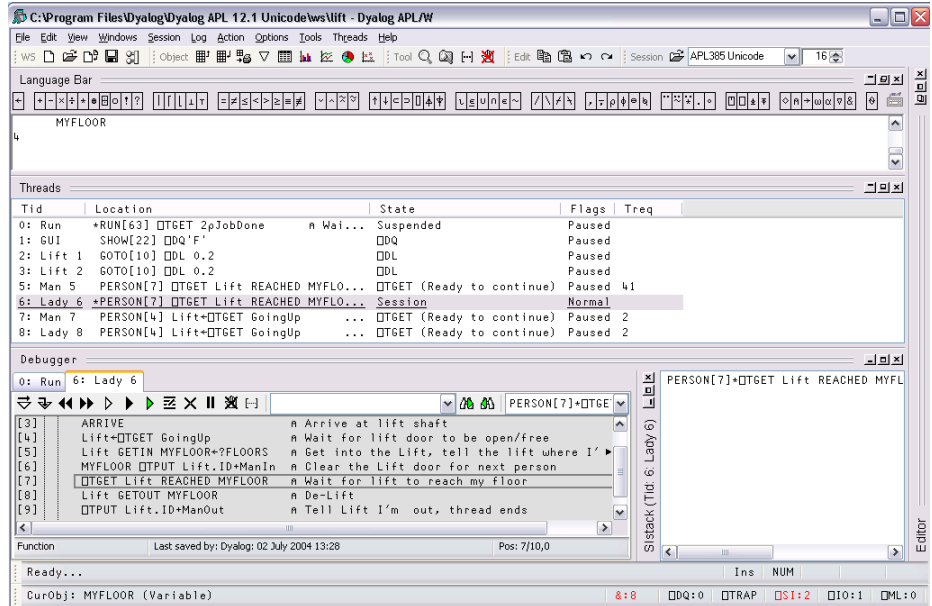 C:\Program Files\Dyalog\Dyalog APL 12.1 Unicode\ws\lift - Dyalog APL/W
File Edit View Windows Session Log Action Options Tools Threads Help
WS Object Tool Edit Session APL385 Unicode 16
Language Bar
← + - × ÷ * ⍟ ⌹ ○ ! ? | ⌈ ⌊ ⊥ ⊤ ⊣ ⊢ = ≠ ≤ < > ≥ ≡ ≢ ∨ ∧ ⍲ ⍱ ↑ ↓ ⊂ ⊃ ⌷ ⍋ ⍒ ⍳ ⍷ ∪ ∩ ∊ ~ / \ ⌿ ⍀ , ⍪ ⍴ ⌽ ⊖ ⍉ ¨ ⍨ ⍣ . ∘ ⍞ ⎕ ⍎ ⍕ ⋄ ⍝ → ⍵ ⍺ ∇ & ⍬
MYFLOOR
4
Threads
Tid Location State Flags Treq
0: Run *RUN[63] ⎕TGET 2⍴JobDone ⍝ Wai... Suspended Paused
1: GUI SHOW[22] ⎕DQ'F' ⎕DQ Paused
2: Lift 1 GOTO[10] ⎕DL 0.2 ⎕DL Paused
3: Lift 2 GOTO[10] ⎕DL 0.2 ⎕DL Paused
5: Man 5 PERSON[7] ⎕TGET Lift REACHED MYFLO... ⎕TGET (Ready to continue) Paused 41
6: Lady 6 *PERSON[7] ⎕TGET Lift REACHED MYFLO... Session Normal
7: Man 7 PERSON[4] Lift←⎕TGET GoingUp ... ⎕TGET (Ready to continue) Paused 2
8: Lady 8 PERSON[4] Lift←⎕TGET GoingUp ... ⎕TGET (Ready to continue) Paused 2
Debugger
0: Run 6: Lady 6
PERSON[7]*⎕TGE
[3] ARRIVE ⍝ Arrive at lift shaft
[4] Lift←⎕TGET GoingUp ⍝ Wait for lift door to be open/free
[5] Lift GETIN MYFLOOR←?FLOORS ⍝ Get into the Lift, tell the lift where I'
[6] MYFLOOR ⎕TPUT Lift.ID+ManIn ⍝ Clear the Lift door for next person
[7] ⎕TGET Lift REACHED MYFLOOR ⍝ Wait for lift to reach my floor
[8] Lift GETOUT MYFLOOR ⍝ De-Lift
[9] ⎕TPUT Lift.ID+ManOut ⍝ Tell Lift I'm out, thread ends
Function Last saved by: Dyalog: 02 July 2004 13:28 Pos: 7/10,0
SIstack (Tid: 6: Lady 6)
PERSON[7]*⎕TGET Lift REACHED MYFL
Editor
Ready... Ins NUM
CurObj: MYFLOOR (Variable) &:8 ⎕DQ:0 ⎕TRAP ⎕SI:2 ⎕IO:1 ⎕ML:0